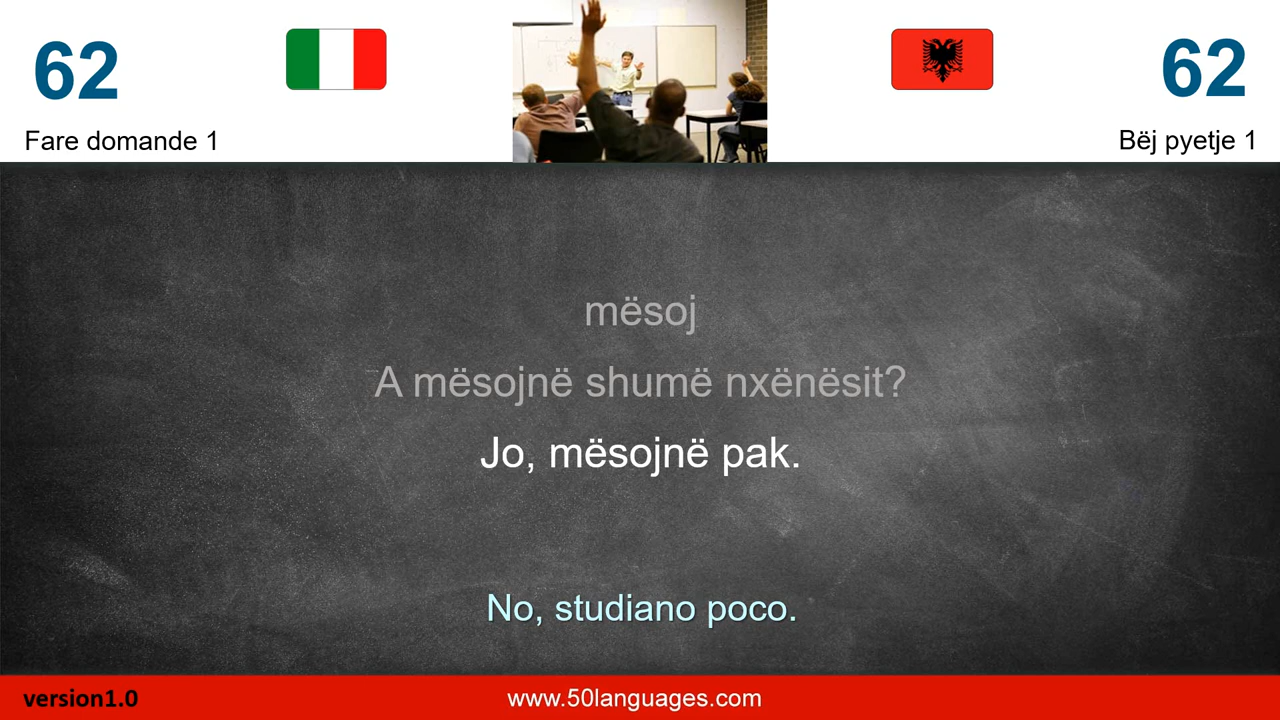 62
62
Fare domande 1
Bëj pyetje 1
mësoj
A mësojnë shumë nxënësit?
Jo, mësojnë pak.
No, studiano poco.
version1.0
www.50languages.com